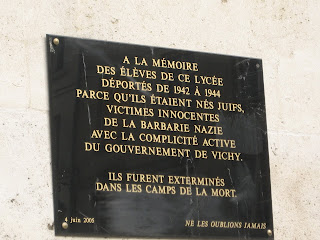 A LA MÉMOIRE
DES ÉLÈVES DE CE LYCÉE
DÉPORTÉS DE 1942 À 1944
PARCE QU'ILS ÉTAIENT NÉS JUIFS,
VICTIMES INNOCENTES
DE LA BARBARIE NAZIE
AVEC LA COMPLICITÉ ACTIVE
DU GOUVERNEMENT DE VICHY.
ILS FURENT EXTERMINÉS
DANS LES CAMPS DE LA MORT.
4 juin 2005
NE LES OUBLIONS JAMAIS